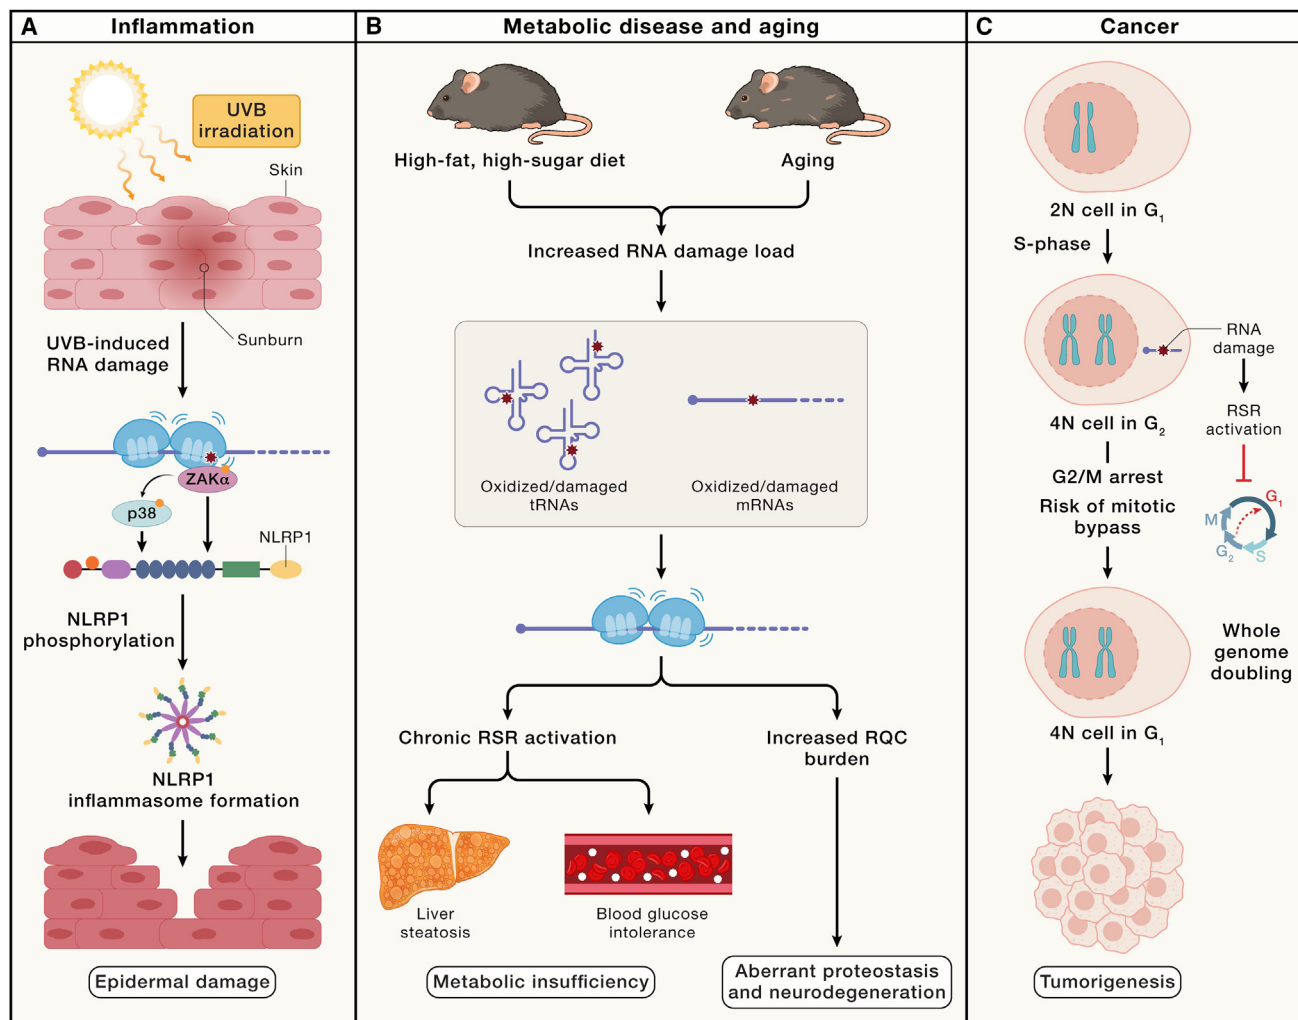 A Inflammation
UVB
irradiation
Skin
Sunburn
UVB-induced
RNA damage
ZAKα
p38
NLRP1
NLRP1
phosphorylation
NLRP1
inflammasome formation
Epidermal damage
B Metabolic disease and aging
High-fat, high-sugar diet
Aging
Increased RNA damage load
Oxidized/damaged
tRNAs
Oxidized/damaged
mRNAs
Chronic RSR activation
Increased RQC
burden
Liver
steatosis
Blood glucose
intolerance
Metabolic insufficiency
Aberrant proteostasis
and neurodegeneration
C Cancer
2N cell in G1
S-phase
RNA
damage
4N cell in G2
RSR
activation
G2/M arrest
Risk of mitotic
bypass
G1
M
G2
S
Whole
genome
doubling
4N cell in G1
Tumorigenesis